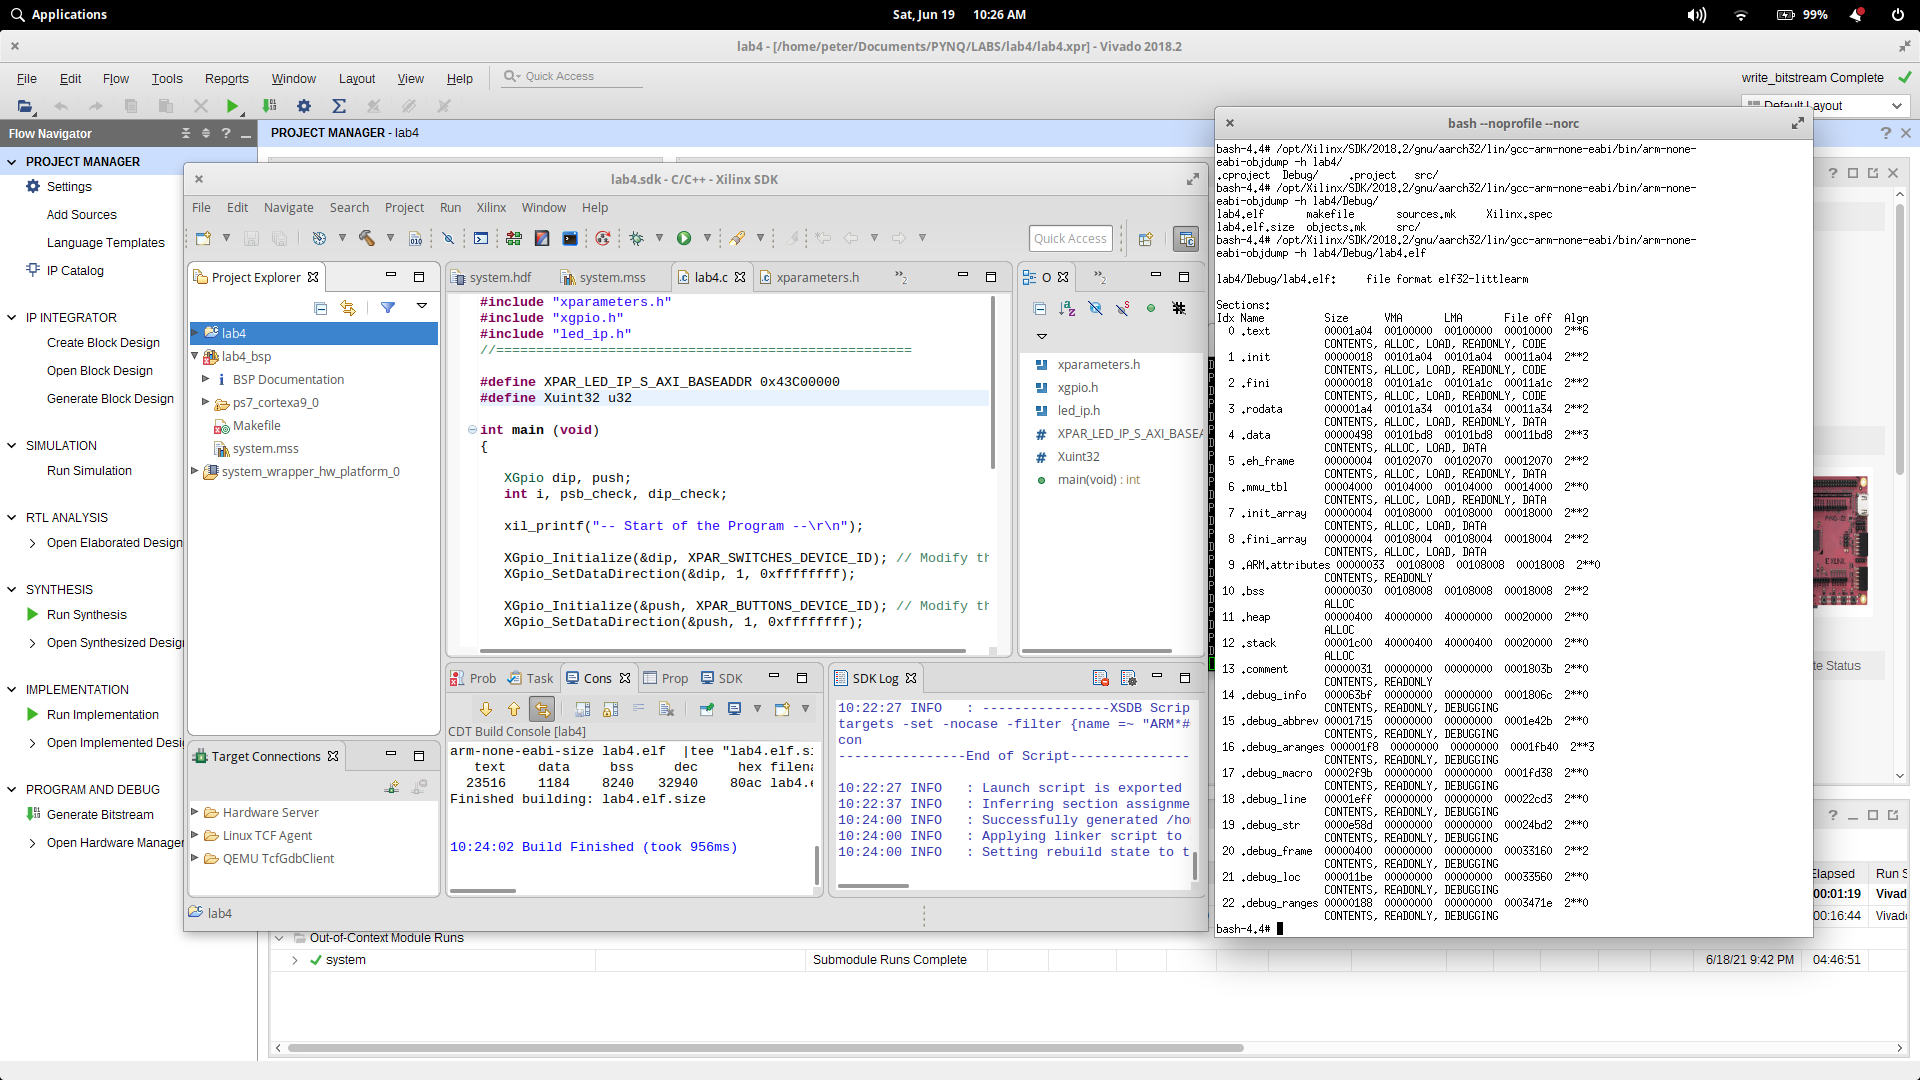 Applications
Sat, Jun 19 10:26 AM
99%
lab4 - [/home/peter/Documents/PYNQ/LABS/lab4/lab4.xpr] - Vivado 2018.2
File Edit Flow Tools Reports Window Layout View Help
Quick Access
write_bitstream Complete
Default Layout
Flow Navigator
PROJECT MANAGER - lab4
PROJECT MANAGER
Settings
Add Sources
Language Templates
IP Catalog
IP INTEGRATOR
Create Block Design
Open Block Design
Generate Block Design
SIMULATION
Run Simulation
RTL ANALYSIS
Open Elaborated Design
SYNTHESIS
Run Synthesis
Open Synthesized Design
IMPLEMENTATION
Run Implementation
Open Implemented Desi
PROGRAM AND DEBUG
Generate Bitstream
Open Hardware Manager
lab4.sdk - C/C++ - Xilinx SDK
File Edit Navigate Search Project Run Xilinx Window Help
Quick Access
Project Explorer
lab4
lab4_bsp
BSP Documentation
ps7_cortexa9_0
Makefile
system.mss
system_wrapper_hw_platform_0
Target Connections
Hardware Server
Linux TCF Agent
QEMU TcfGdbClient
lab4
system.hdf system.mss lab4.c xparameters.h »2
#include "xparameters.h"
#include "xgpio.h"
#include "led_ip.h"
//====================================================
#define XPAR_LED_IP_S_AXI_BASEADDR 0x43C00000
#define Xuint32 u32
int main (void)
{
XGpio dip, push;
int i, psb_check, dip_check;
xil_printf("-- Start of the Program --\r\n");
XGpio_Initialize(&dip, XPAR_SWITCHES_DEVICE_ID); // Modify th
XGpio_SetDataDirection(&dip, 1, 0xffffffff);
XGpio_Initialize(&push, XPAR_BUTTONS_DEVICE_ID); // Modify th
XGpio_SetDataDirection(&push, 1, 0xffffffff);
O »2
xparameters.h
xgpio.h
led_ip.h
XPAR_LED_IP_S_AXI_BASEA
Xuint32
main(void) : int
Prob Task Cons Prop SDK
CDT Build Console [lab4]
arm-none-eabi-size lab4.elf |tee "lab4.elf.si
text data bss dec hex filena
23516 1184 8240 32940 80ac lab4.e
Finished building: lab4.elf.size
10:24:02 Build Finished (took 956ms)
SDK Log
10:22:27 INFO : ----------------XSDB Scrip
targets -set -nocase -filter {name =~ "ARM*#
con
----------------End of Script---------------
10:22:27 INFO : Launch script is exported
10:22:37 INFO : Inferring section assignme
10:24:00 INFO : Successfully generated /ho
10:24:00 INFO : Applying linker script to
10:24:00 INFO : Setting rebuild state to t
bash --noprofile --norc
bash-4.4# /opt/Xilinx/SDK/2018.2/gnu/aarch32/lin/gcc-arm-none-eabi/bin/arm-none-
eabi-objdump -h lab4/
.cproject Debug/ .project src/
bash-4.4# /opt/Xilinx/SDK/2018.2/gnu/aarch32/lin/gcc-arm-none-eabi/bin/arm-none-
eabi-objdump -h lab4/Debug/
lab4.elf makefile sources.mk Xilinx.spec
lab4.elf.size objects.mk src/
bash-4.4# /opt/Xilinx/SDK/2018.2/gnu/aarch32/lin/gcc-arm-none-eabi/bin/arm-none-
eabi-objdump -h lab4/Debug/lab4.elf
lab4/Debug/lab4.elf: file format elf32-littlearm
Sections:
Idx Name Size VMA LMA File off Algn
0 .text 00001a04 00100000 00100000 00010000 2**6
CONTENTS, ALLOC, LOAD, READONLY, CODE
1 .init 00000018 00101a04 00101a04 00011a04 2**2
CONTENTS, ALLOC, LOAD, READONLY, CODE
2 .fini 00000018 00101a1c 00101a1c 00011a1c 2**2
CONTENTS, ALLOC, LOAD, READONLY, CODE
3 .rodata 000001a4 00101a34 00101a34 00011a34 2**2
CONTENTS, ALLOC, LOAD, READONLY, DATA
4 .data 00000498 00101bd8 00101bd8 00011bd8 2**3
CONTENTS, ALLOC, LOAD, DATA
5 .eh_frame 00000004 00102070 00102070 00012070 2**2
CONTENTS, ALLOC, LOAD, READONLY, DATA
6 .mmu_tbl 00004000 00104000 00104000 00014000 2**0
CONTENTS, ALLOC, LOAD, READONLY, DATA
7 .init_array 00000004 00108000 00108000 00018000 2**2
CONTENTS, ALLOC, LOAD, DATA
8 .fini_array 00000004 00108004 00108004 00018004 2**2
CONTENTS, ALLOC, LOAD, DATA
9 .ARM.attributes 00000033 00108008 00108008 00018008 2**0
CONTENTS, READONLY
10 .bss 00000030 00108008 00108008 00018008 2**2
ALLOC
11 .heap 00000400 40000000 40000000 00020000 2**0
ALLOC
12 .stack 00001c00 40000400 40000400 00020000 2**0
ALLOC
13 .comment 00000031 00000000 00000000 0001803b 2**0
CONTENTS, READONLY
14 .debug_info 000063bf 00000000 00000000 0001806c 2**0
CONTENTS, READONLY, DEBUGGING
15 .debug_abbrev 00001715 00000000 00000000 0001e42b 2**0
CONTENTS, READONLY, DEBUGGING
16 .debug_aranges 000001f8 00000000 00000000 0001fb40 2**3
CONTENTS, READONLY, DEBUGGING
17 .debug_macro 00002f9b 00000000 00000000 0001fd38 2**0
CONTENTS, READONLY, DEBUGGING
18 .debug_line 00001eff 00000000 00000000 00022cd3 2**0
CONTENTS, READONLY, DEBUGGING
19 .debug_str 0000e58d 00000000 00000000 00024bd2 2**0
CONTENTS, READONLY, DEBUGGING
20 .debug_frame 00000400 00000000 00000000 00033160 2**2
CONTENTS, READONLY, DEBUGGING
21 .debug_loc 000011be 00000000 00000000 00033560 2**0
CONTENTS, READONLY, DEBUGGING
22 .debug_ranges 00000188 00000000 00000000 0003471e 2**0
CONTENTS, READONLY, DEBUGGING
bash-4.4#
te Status
Elapsed Run S
00:01:19 Vivad
00:16:44 Vivad
Out-of-Context Module Runs
system Submodule Runs Complete 6/18/21 9:42 PM 04:46:51